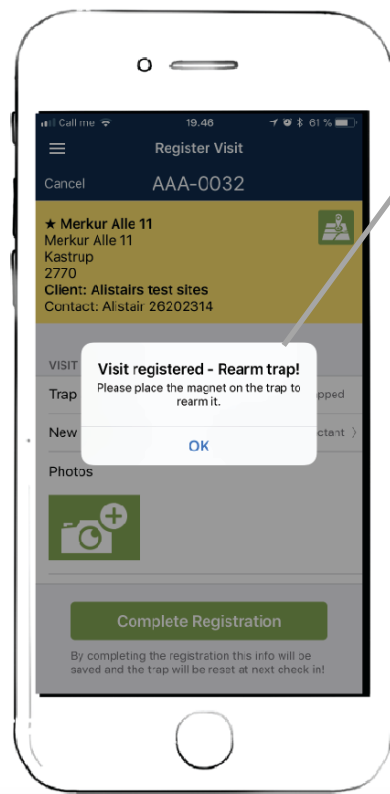 Call me 19.46 61 %
Register Visit
Cancel AAA-0032
★ Merkur Alle 11
Merkur Alle 11
Kastrup
2770
Client: Alistairs test sites
Contact: Alistair 26202314
VISIT
Visit registered - Rearm trap!
Please place the magnet on the trap to
rearm it.
OK
Trap
New
Photos
Complete Registration
By completing the registration this info will be
saved and the trap will be reset at next check in!